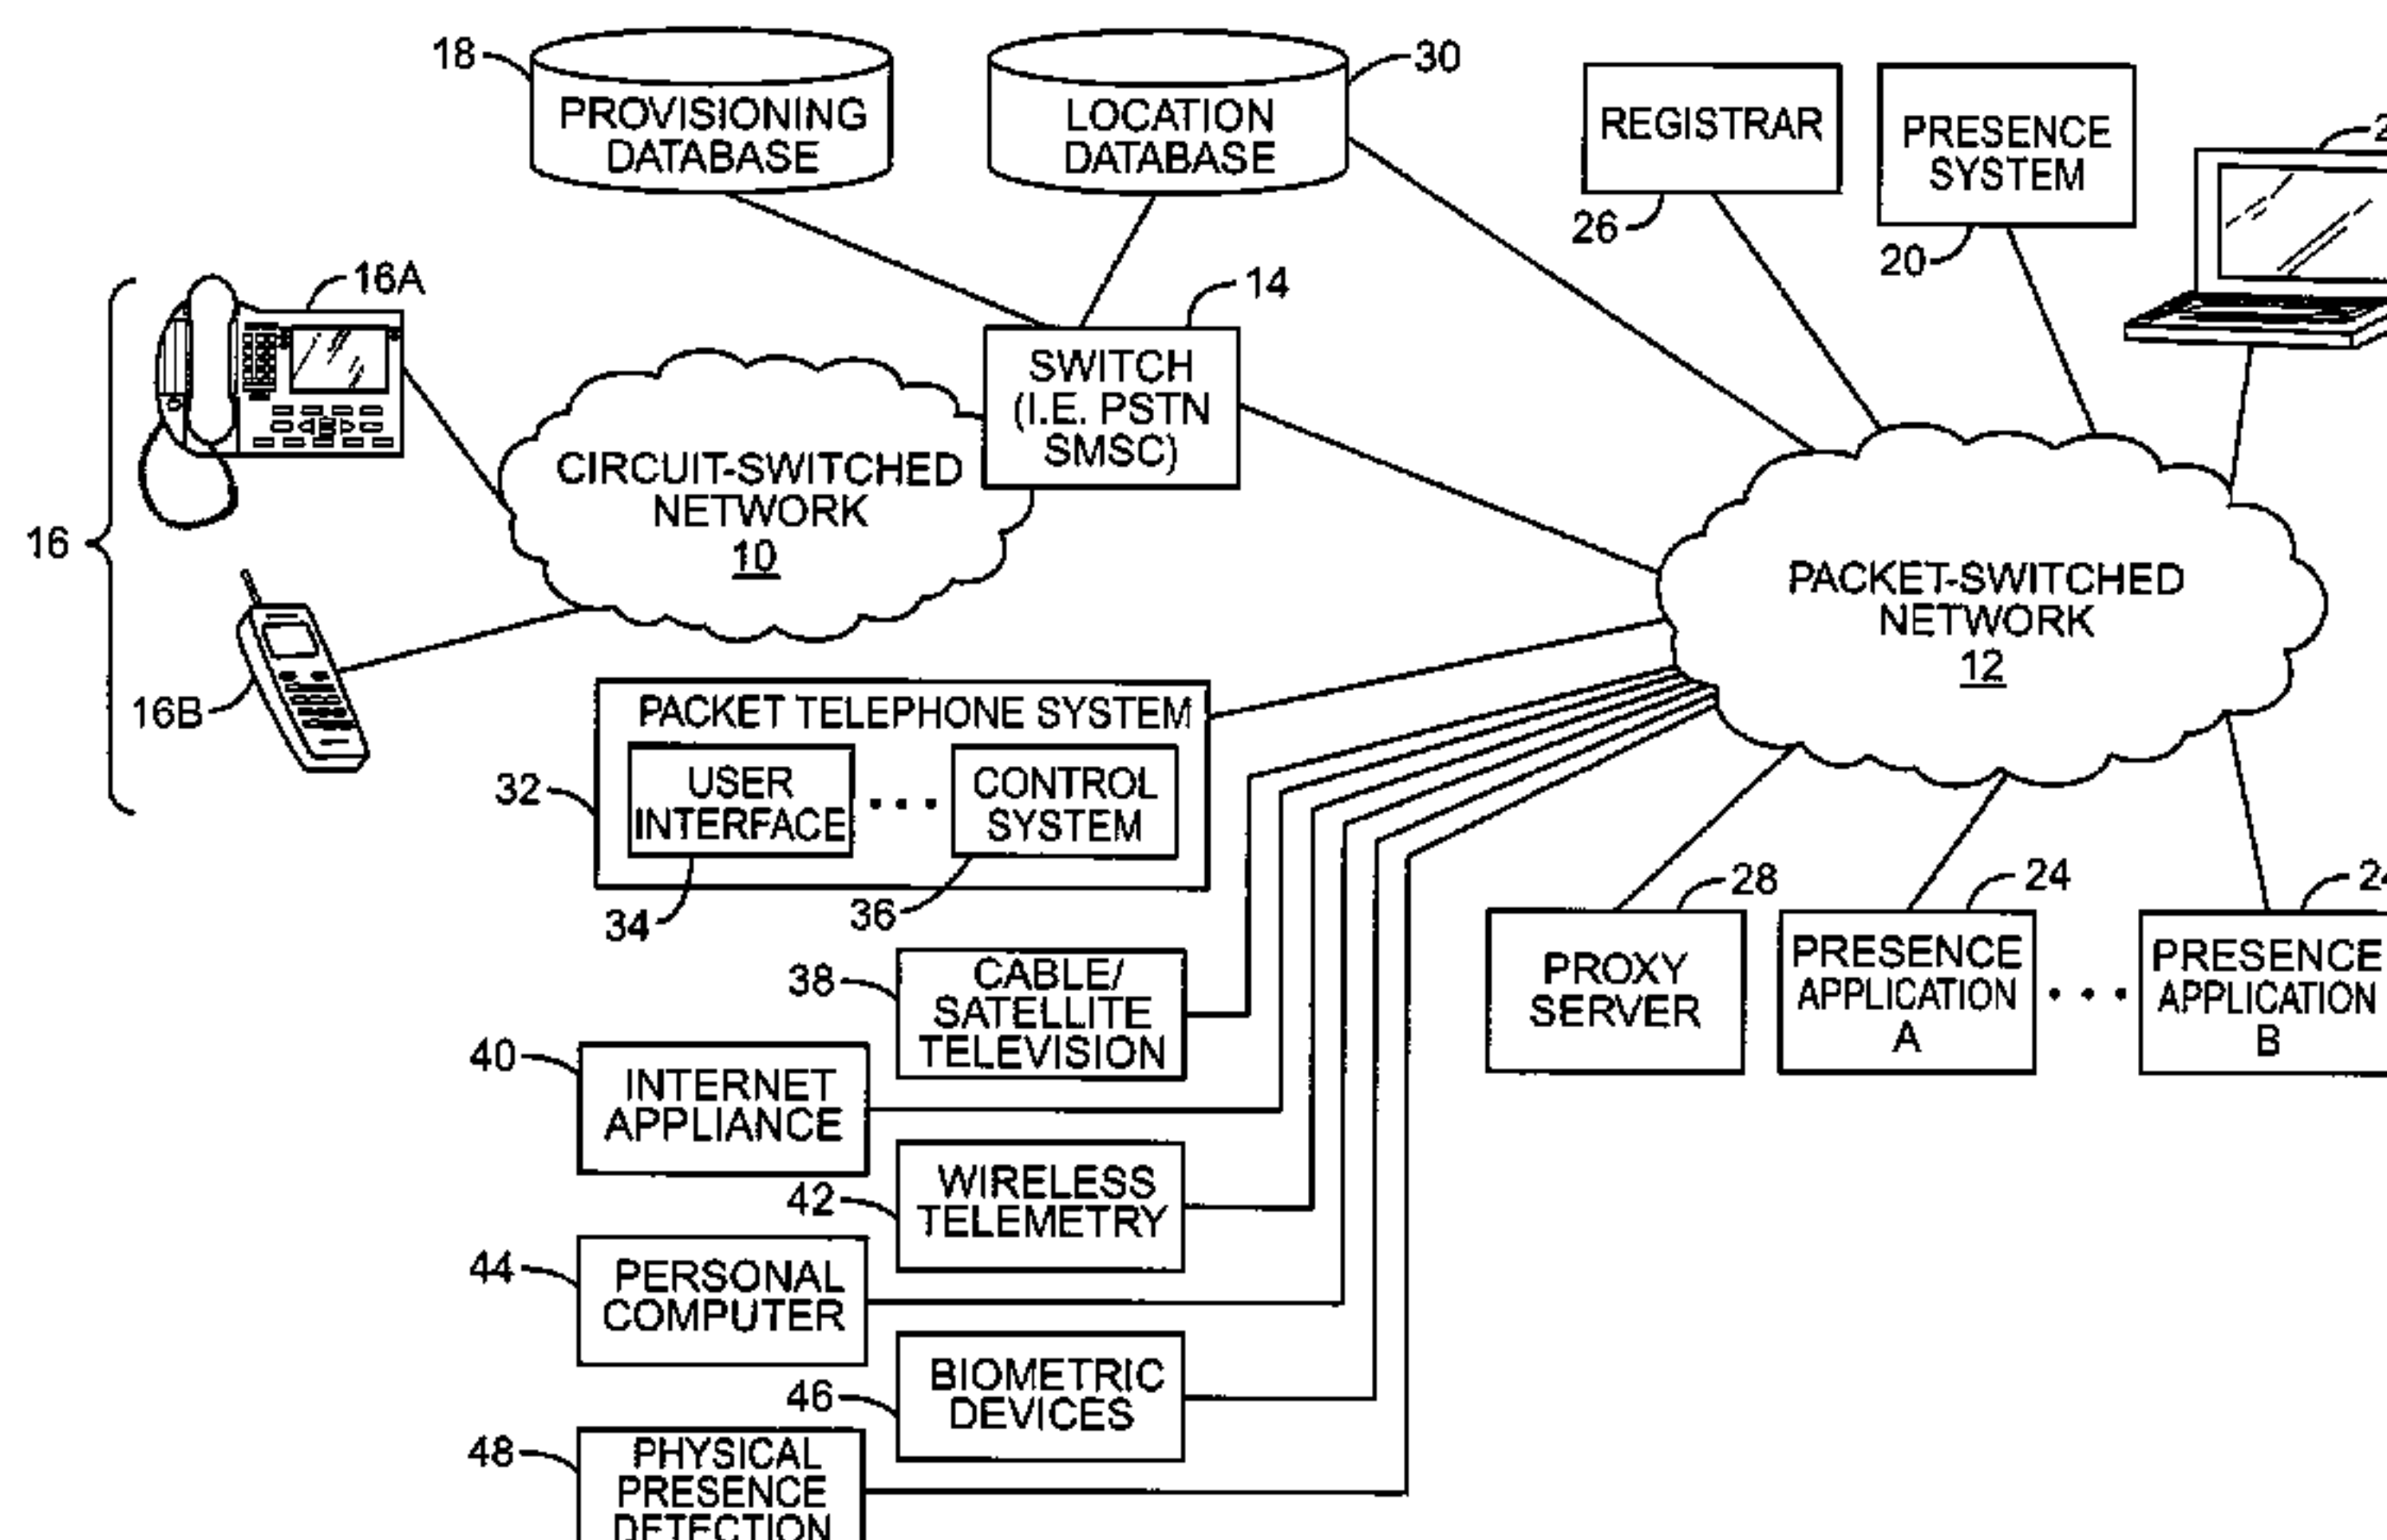 18
PROVISIONING
DATABASE
LOCATION
DATABASE
30
REGISTRAR
26
PRESENCE
SYSTEM
20
16A
14
SWITCH
(I.E. PSTN
SMSC)
CIRCUIT-SWITCHED
NETWORK
10
16
16B
PACKET-SWITCHED
NETWORK
12
PACKET TELEPHONE SYSTEM
32
USER
INTERFACE
CONTROL
SYSTEM
34
36
28
PROXY
SERVER
24
PRESENCE
APPLICATION
A
PRESENCE
APPLICATION
B
38
CABLE/
SATELLITE
TELEVISION
40
INTERNET
APPLIANCE
42
WIRELESS
TELEMETRY
44
PERSONAL
COMPUTER
46
BIOMETRIC
DEVICES
48
PHYSICAL
PRESENCE
DETECTION